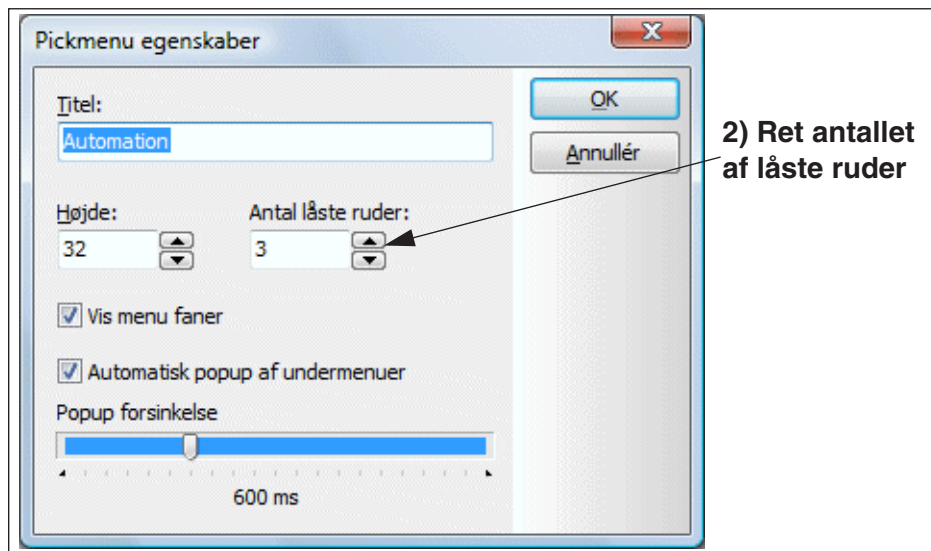 Pickmenu egenskaber
Titel:
Automation
OK
Annullér
2) Ret antallet
af låste ruder
Højde:
Antal låste ruder:
32
3
Vis menu faner
Automatisk popup af undermenuer
Popup forsinkelse
600 ms